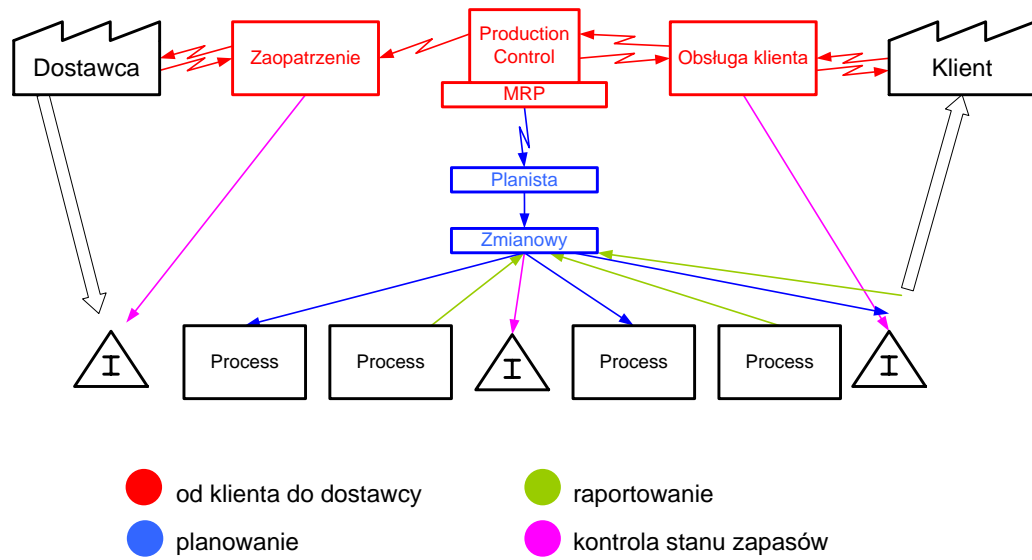 Dostawca
Zaopatrzenie
Production
Control
MRP
Obsługa klienta
Klient
Planista
Zmianowy
I
Process
Process
I
Process
Process
I
od klienta do dostawcy
raportowanie
planowanie
kontrola stanu zapasów